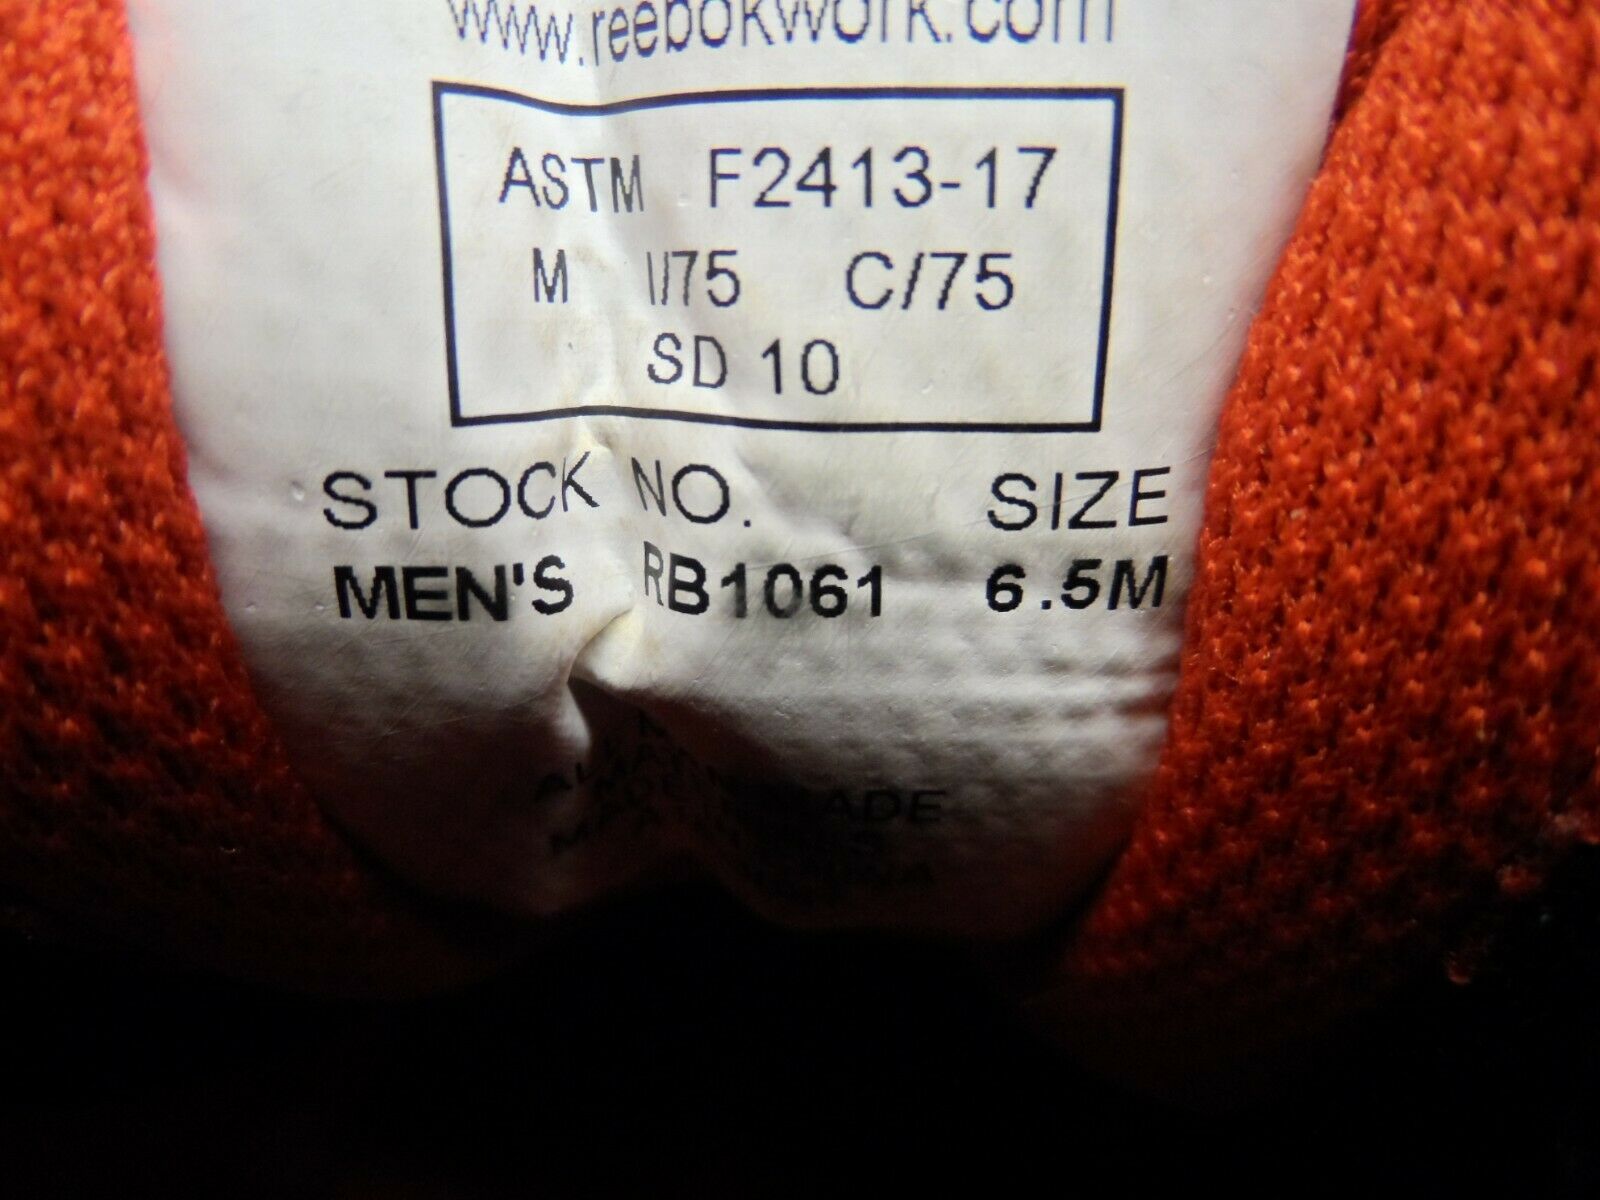 www.reebokwork.com
ASTM F2413-17
M I/75 C/75
SD 10
STOCK NO. SIZE
MEN'S RB1061 6.5M